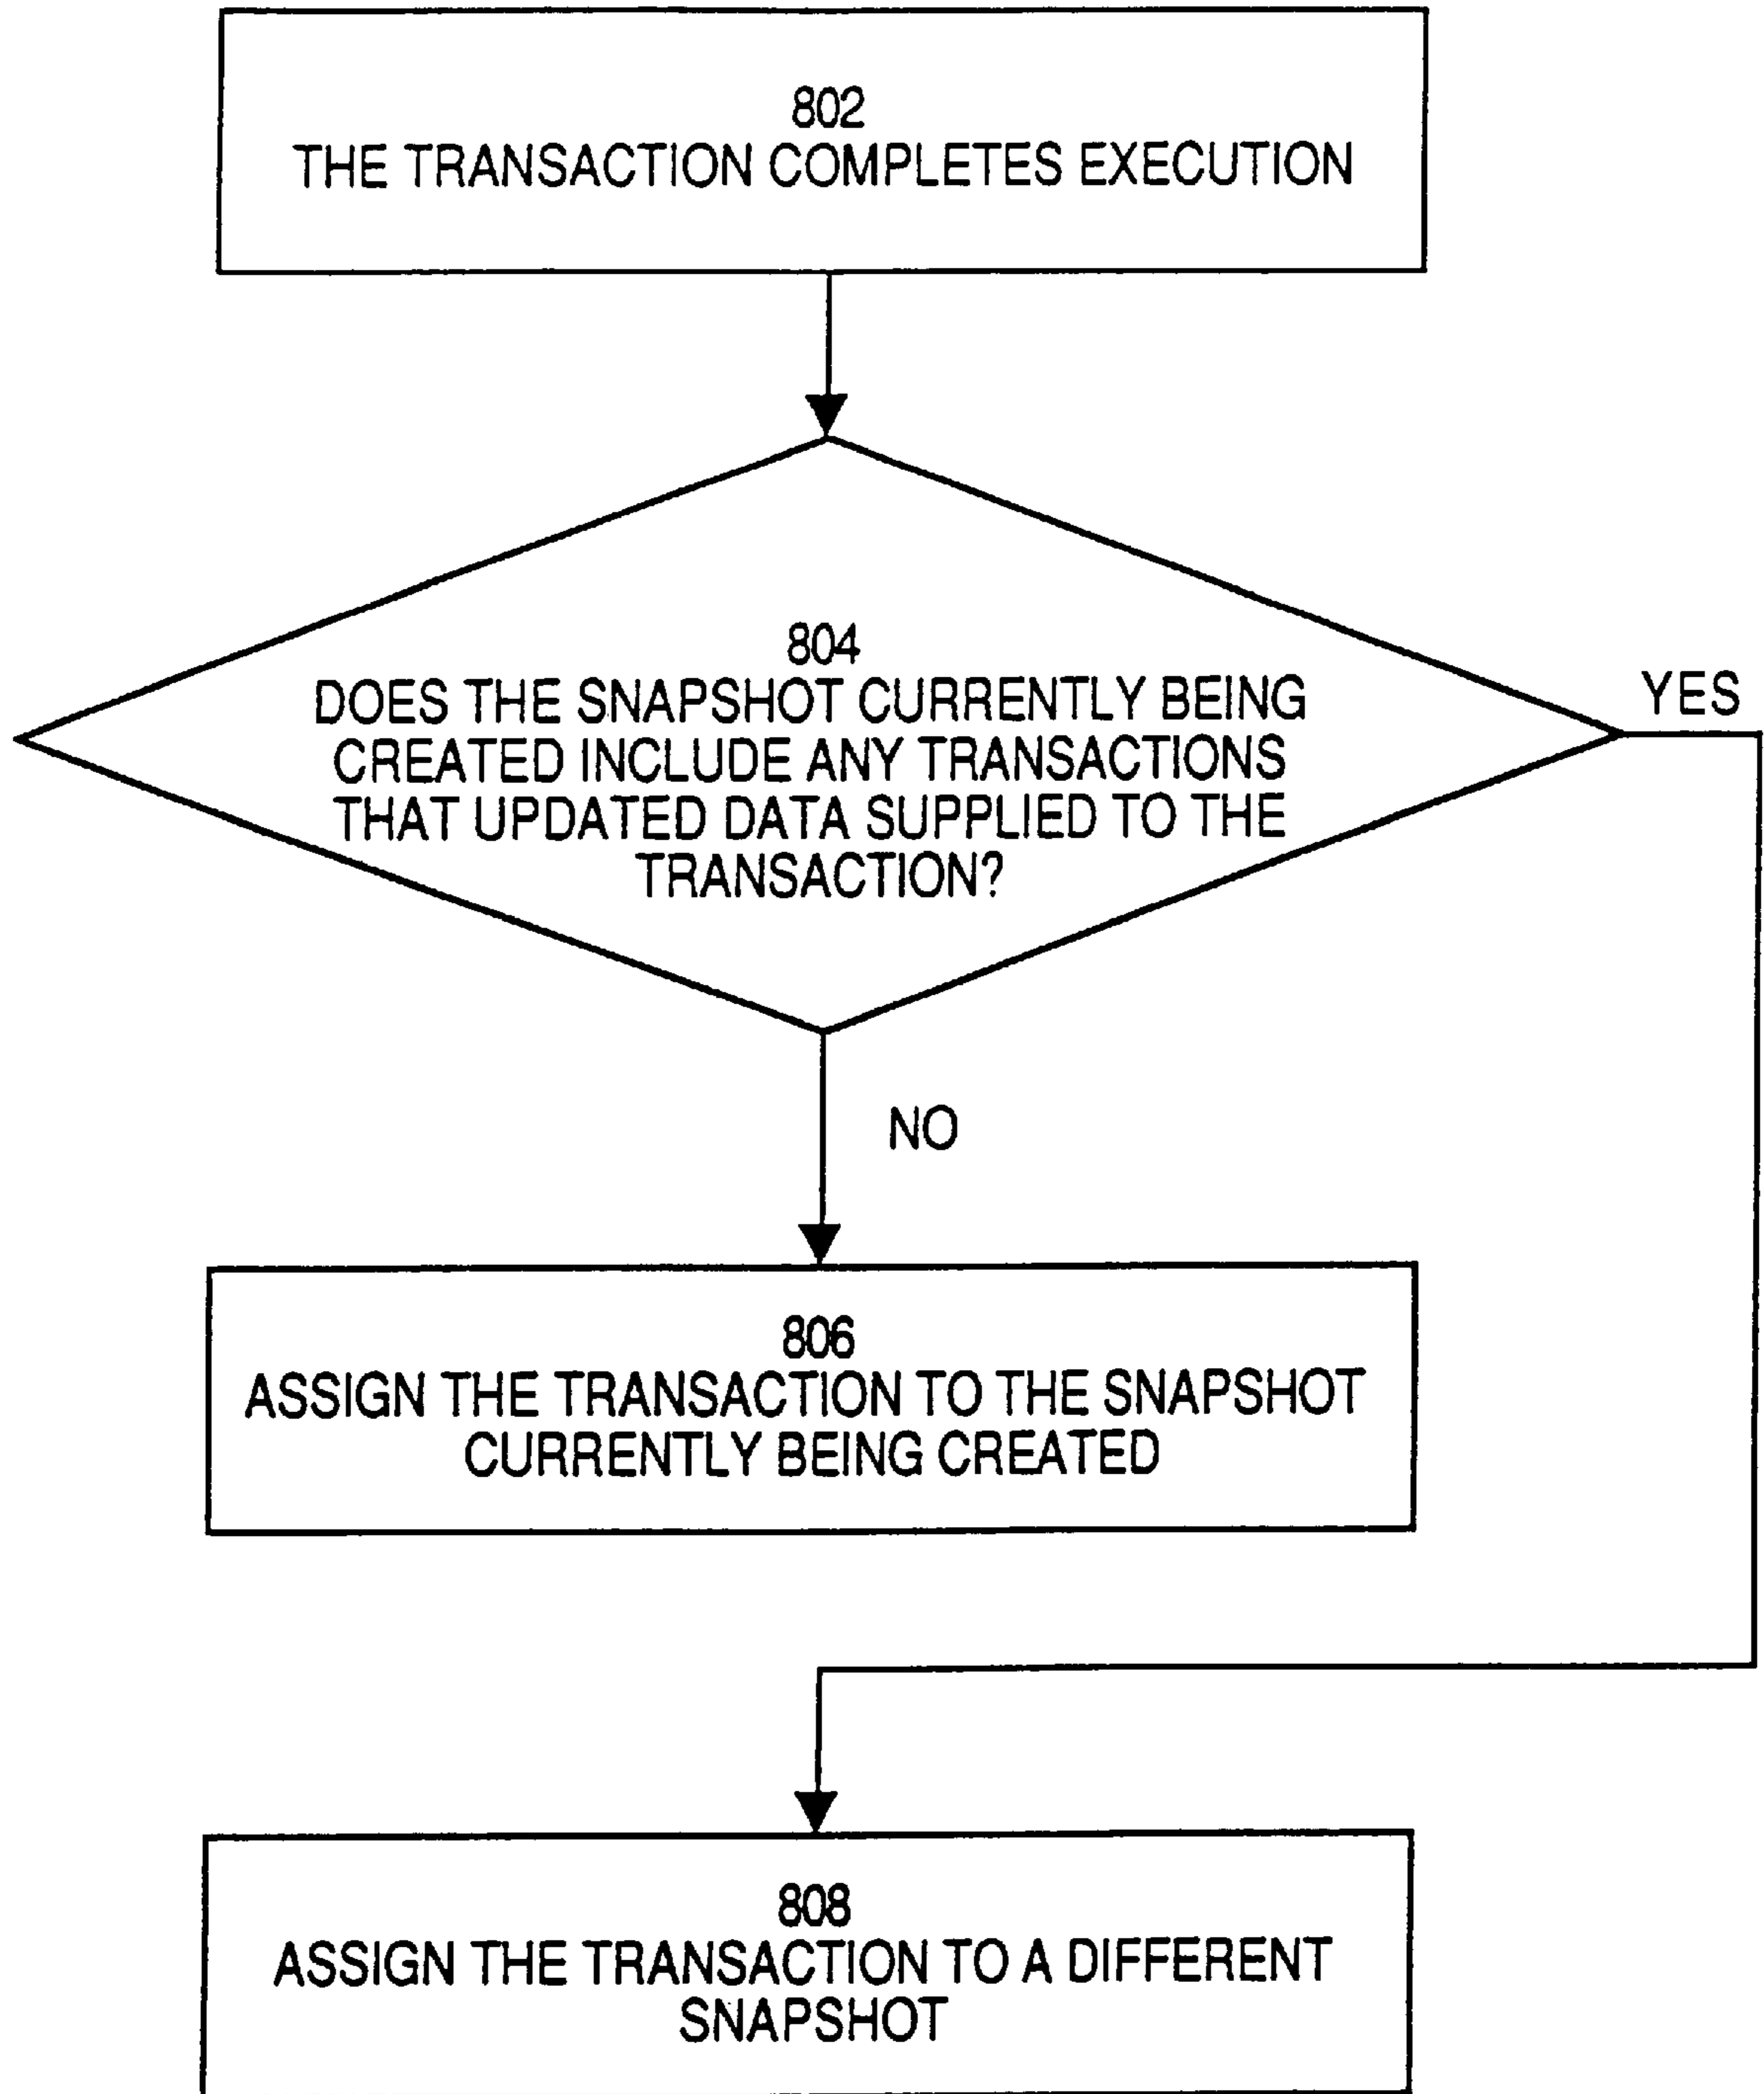 802
THE TRANSACTION COMPLETES EXECUTION
804
DOES THE SNAPSHOT CURRENTLY BEING
CREATED INCLUDE ANY TRANSACTIONS
THAT UPDATED DATA SUPPLIED TO THE
TRANSACTION?
YES
NO
806
ASSIGN THE TRANSACTION TO THE SNAPSHOT
CURRENTLY BEING CREATED
808
ASSIGN THE TRANSACTION TO A DIFFERENT
SNAPSHOT